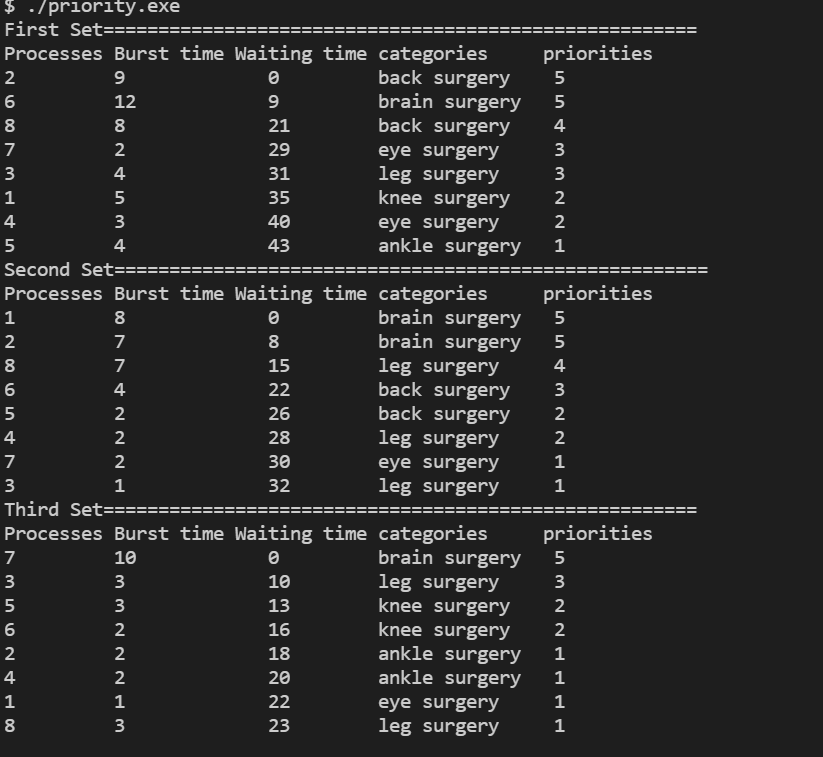 $ ./priority.exe
First Set======================================================
Processes Burst time Waiting time categories     priorities
2         9             0         back surgery    5
6         12            9         brain surgery   5
8         8             21        back surgery    4
7         2             29        eye surgery     3
3         4             31        leg surgery     3
1         5             35        knee surgery    2
4         3             40        eye surgery     2
5         4             43        ankle surgery   1
Second Set======================================================
Processes Burst time Waiting time categories     priorities
1         8             0         brain surgery   5
2         7             8         brain surgery   5
8         7             15        leg surgery     4
6         4             22        back surgery    3
5         2             26        back surgery    2
4         2             28        leg surgery     2
7         2             30        eye surgery     1
3         1             32        leg surgery     1
Third Set======================================================
Processes Burst time Waiting time categories     priorities
7         10            0         brain surgery   5
3         3             10        leg surgery     3
5         3             13        knee surgery    2
6         2             16        knee surgery    2
2         2             18        ankle surgery   1
4         2             20        ankle surgery   1
1         1             22        eye surgery     1
8         3             23        leg surgery     1